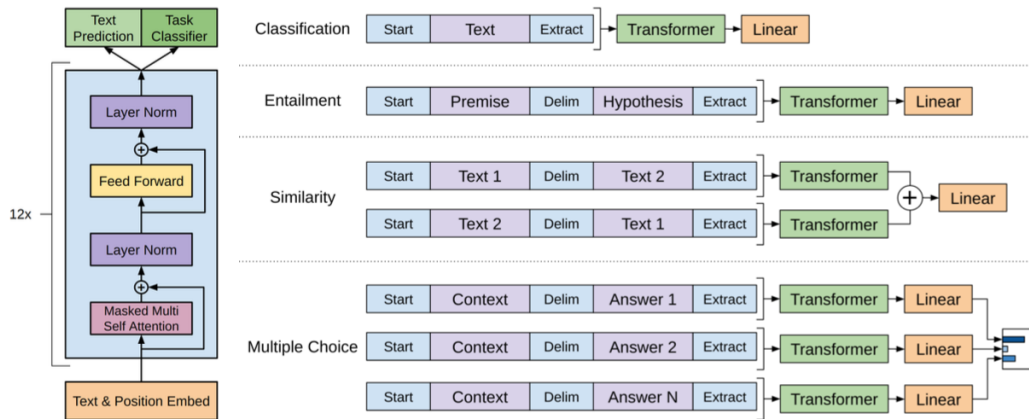 Text
Prediction
Task
Classifier
12x
Layer Norm
Feed Forward
Layer Norm
Masked Multi
Self Attention
Text & Position Embed
Classification
Start Text Extract Transformer Linear
Entailment
Start Premise Delim Hypothesis Extract Transformer Linear
Similarity
Start Text 1 Delim Text 2 Extract Transformer
Start Text 2 Delim Text 1 Extract Transformer
+ Linear
Multiple Choice
Start Context Delim Answer 1 Extract Transformer Linear
Start Context Delim Answer 2 Extract Transformer Linear
Start Context Delim Answer N Extract Transformer Linear